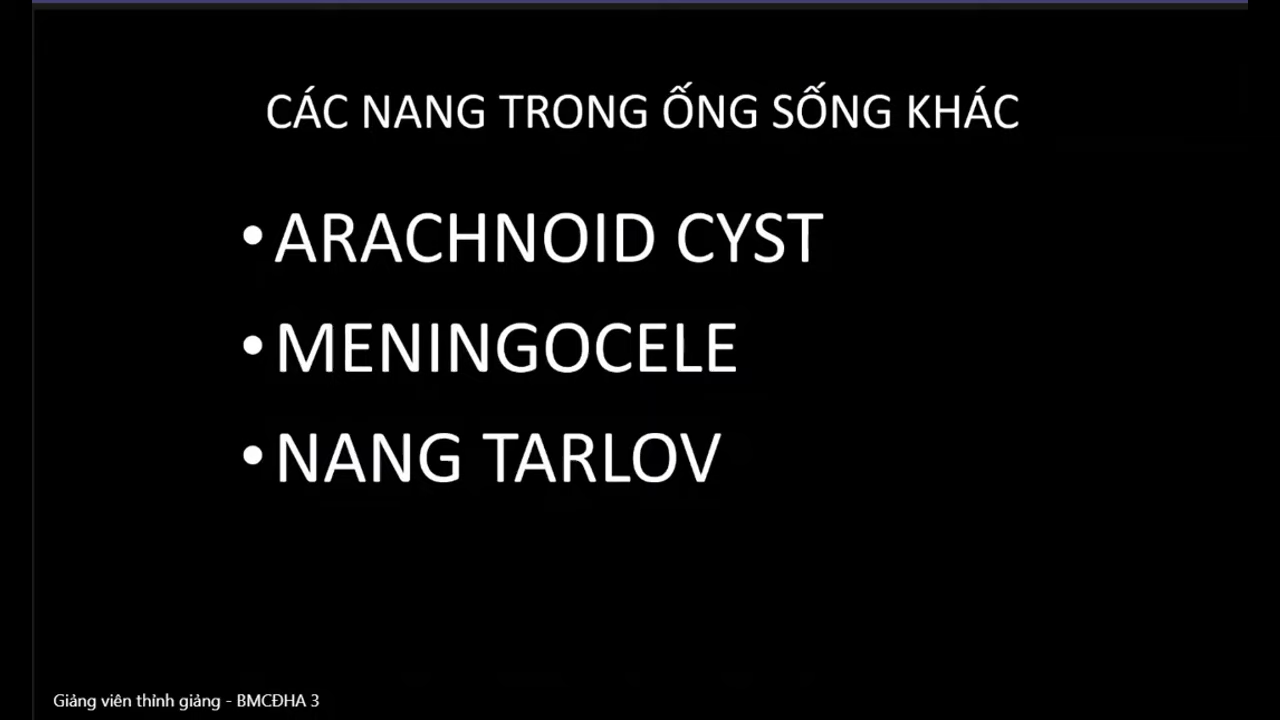 CÁC NANG TRONG ỐNG SỐNG KHÁC
• ARACHNOID CYST
• MENINGOCELE
• NANG TARLOV
Giảng viên thỉnh giảng - BMCĐHA 3